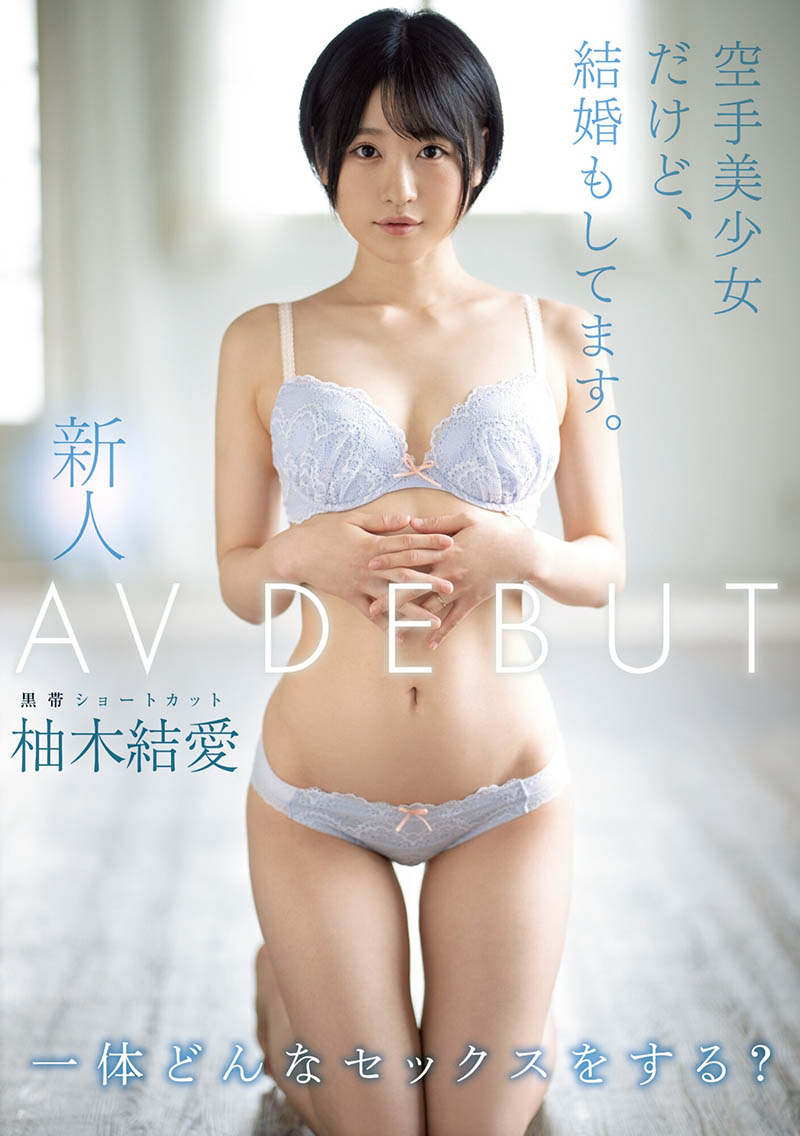 空手美少女
だけど、
結婚もしてます。
新人
AV DEBUT
黒帯ショートカット
柚木結愛
一体どんなセックスをする?